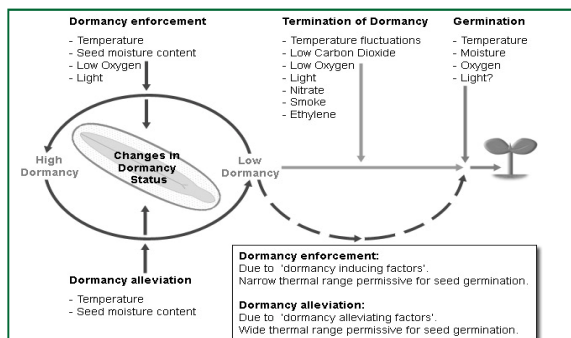 Dormancy enforcement
- Temperature
- Seed moisture content
- Low Oxygen
- Light
Termination of Dormancy
- Temperature fluctuations
- Low Carbon Dioxide
- Low Oxygen
- Light
- Nitrate
- Smoke
- Ethylene
Germination
- Temperature
- Moisture
- Oxygen
- Light?
High
Dormancy
Changes in
Dormancy
Status
Low
Dormancy
Dormancy alleviation
- Temperature
- Seed moisture content
Dormancy enforcement:
Due to 'dormancy inducing factors'.
Narrow thermal range permissive for seed germination.
Dormancy alleviation:
Due to 'dormancy alleviating factors'.
Wide thermal range permissive for seed germination.